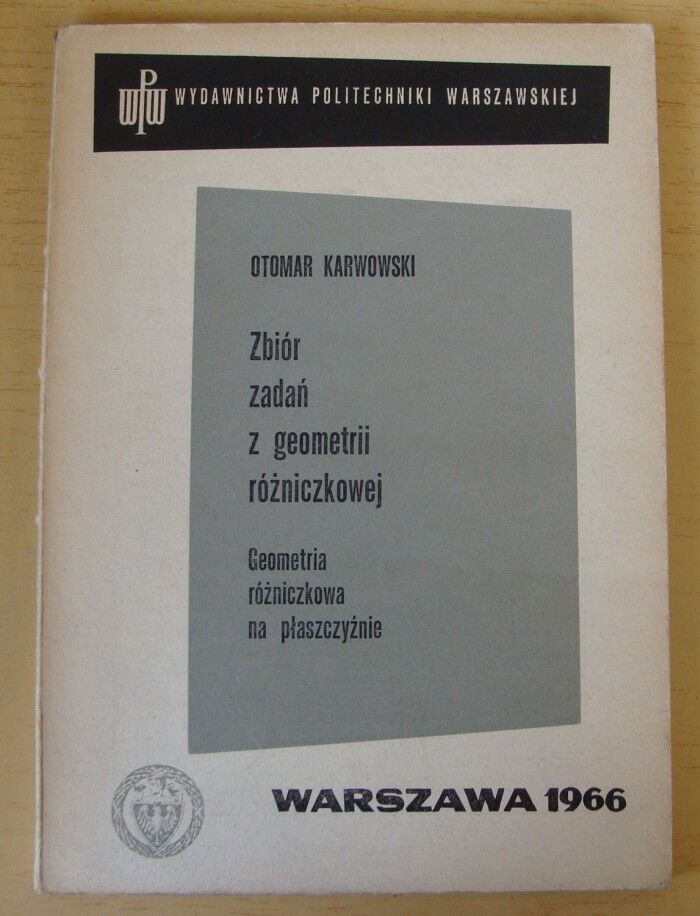 WPW WYDAWNICTWA POLITECHNIKI WARSZAWSKIEJ
OTOMAR KARWOWSKI
Zbiór
zadań
z geometrii
różniczkowej
Geometria
różniczkowa
na płaszczyźnie
WARSZAWA 1966